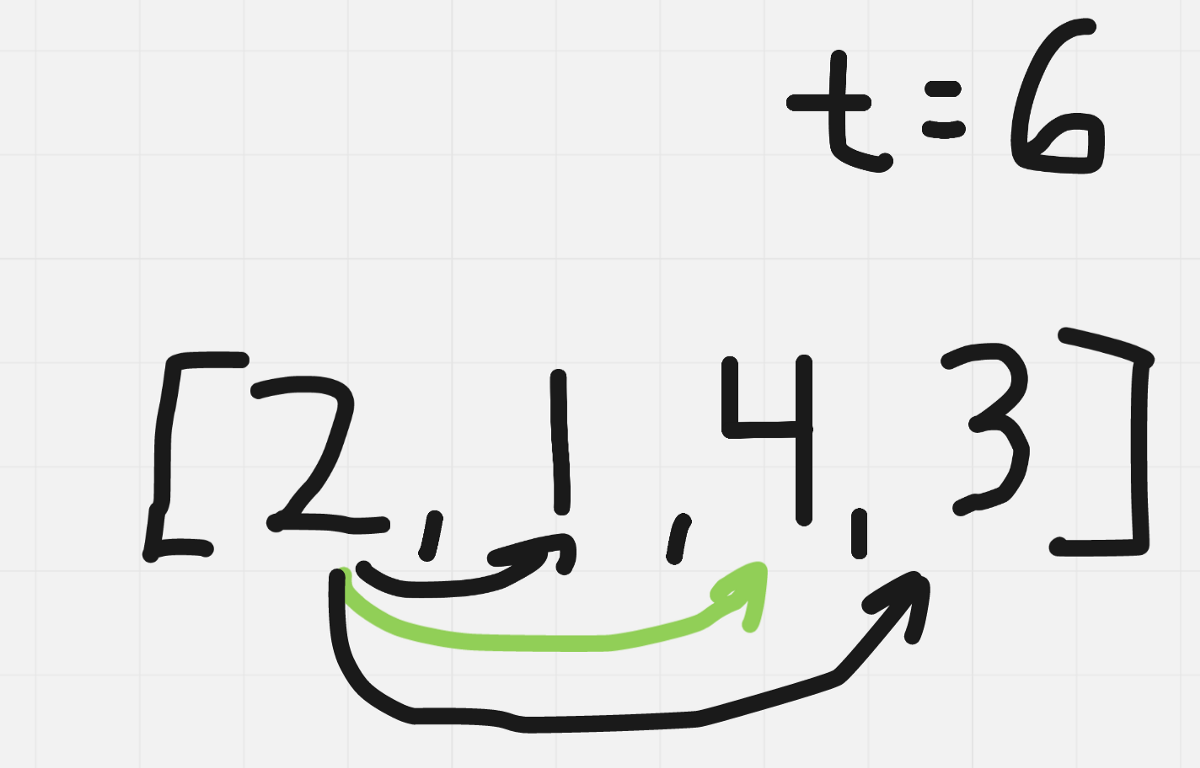 t = 6
[2, 1, 4, 3]